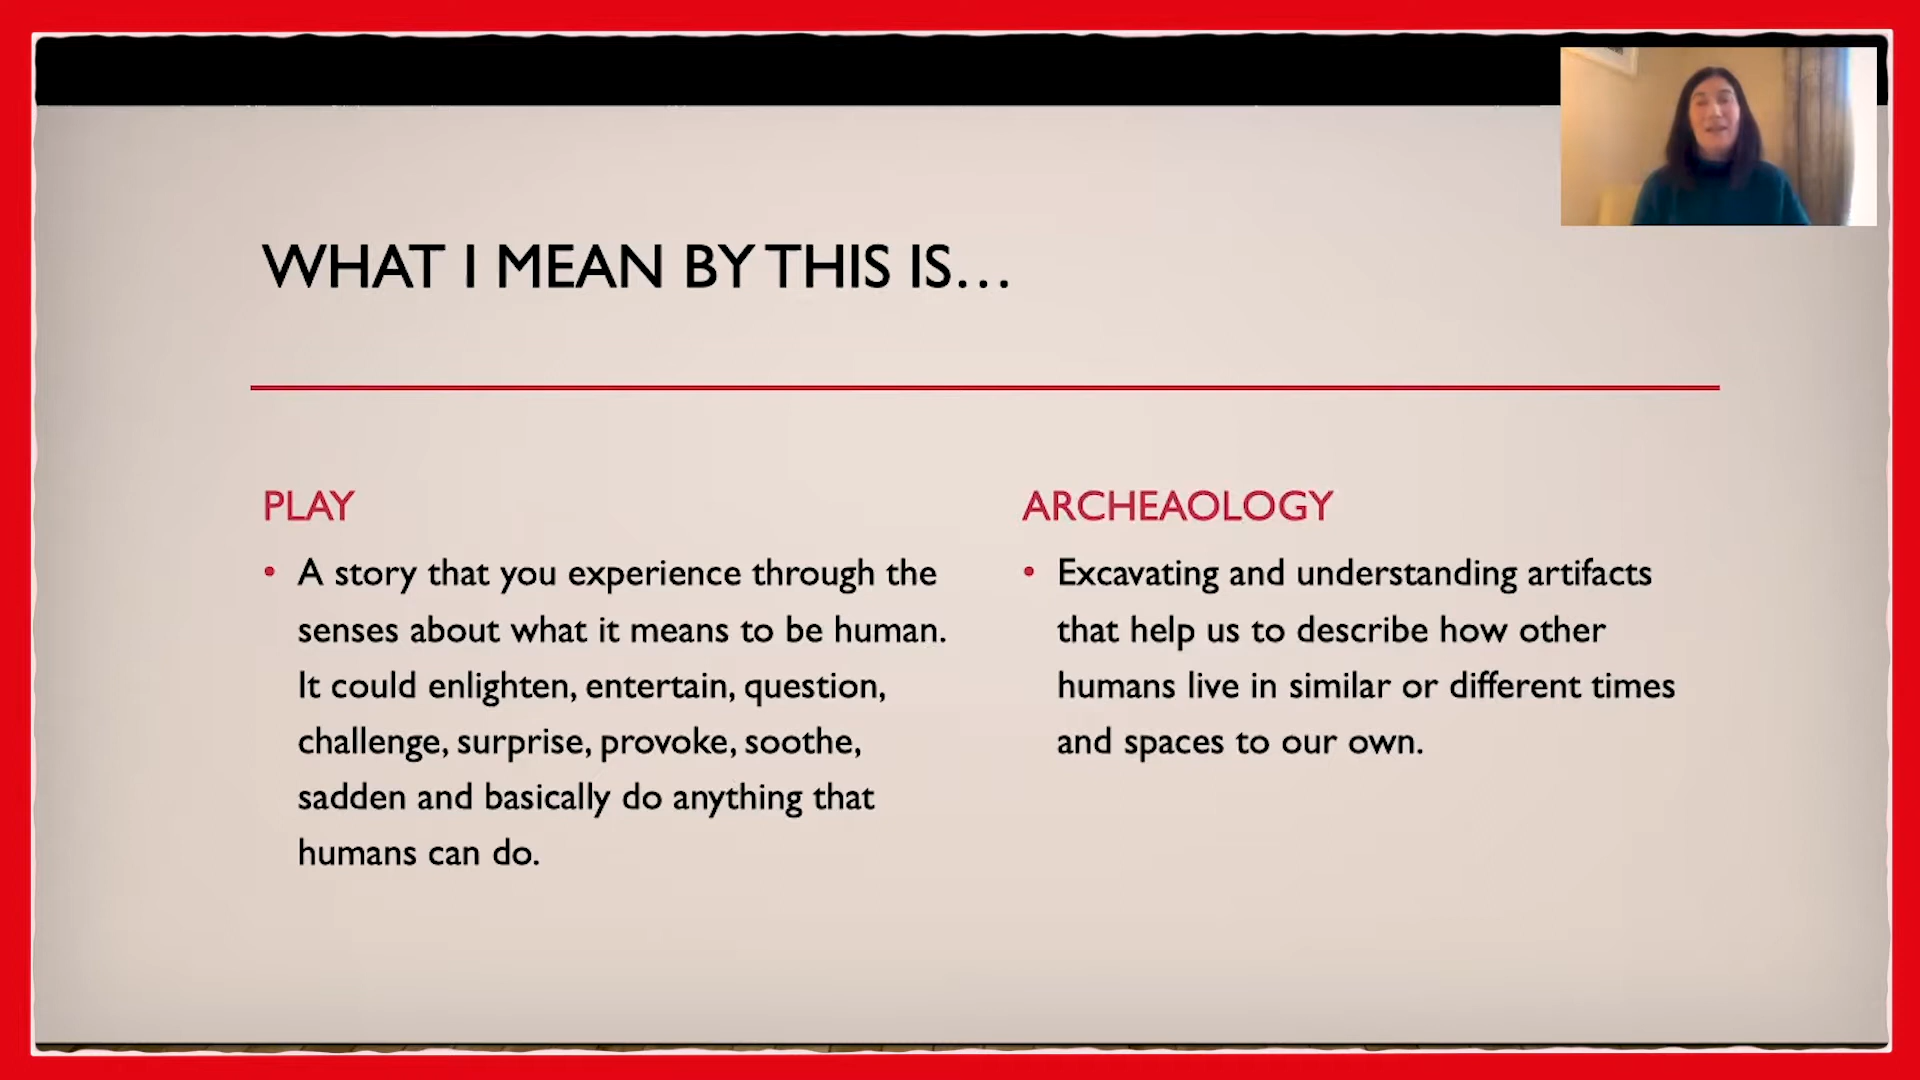 WHAT I MEAN BY THIS IS...
PLAY
• A story that you experience through the
senses about what it means to be human.
It could enlighten, entertain, question,
challenge, surprise, provoke, soothe,
sadden and basically do anything that
humans can do.
ARCHEAOLOGY
• Excavating and understanding artifacts
that help us to describe how other
humans live in similar or different times
and spaces to our own.